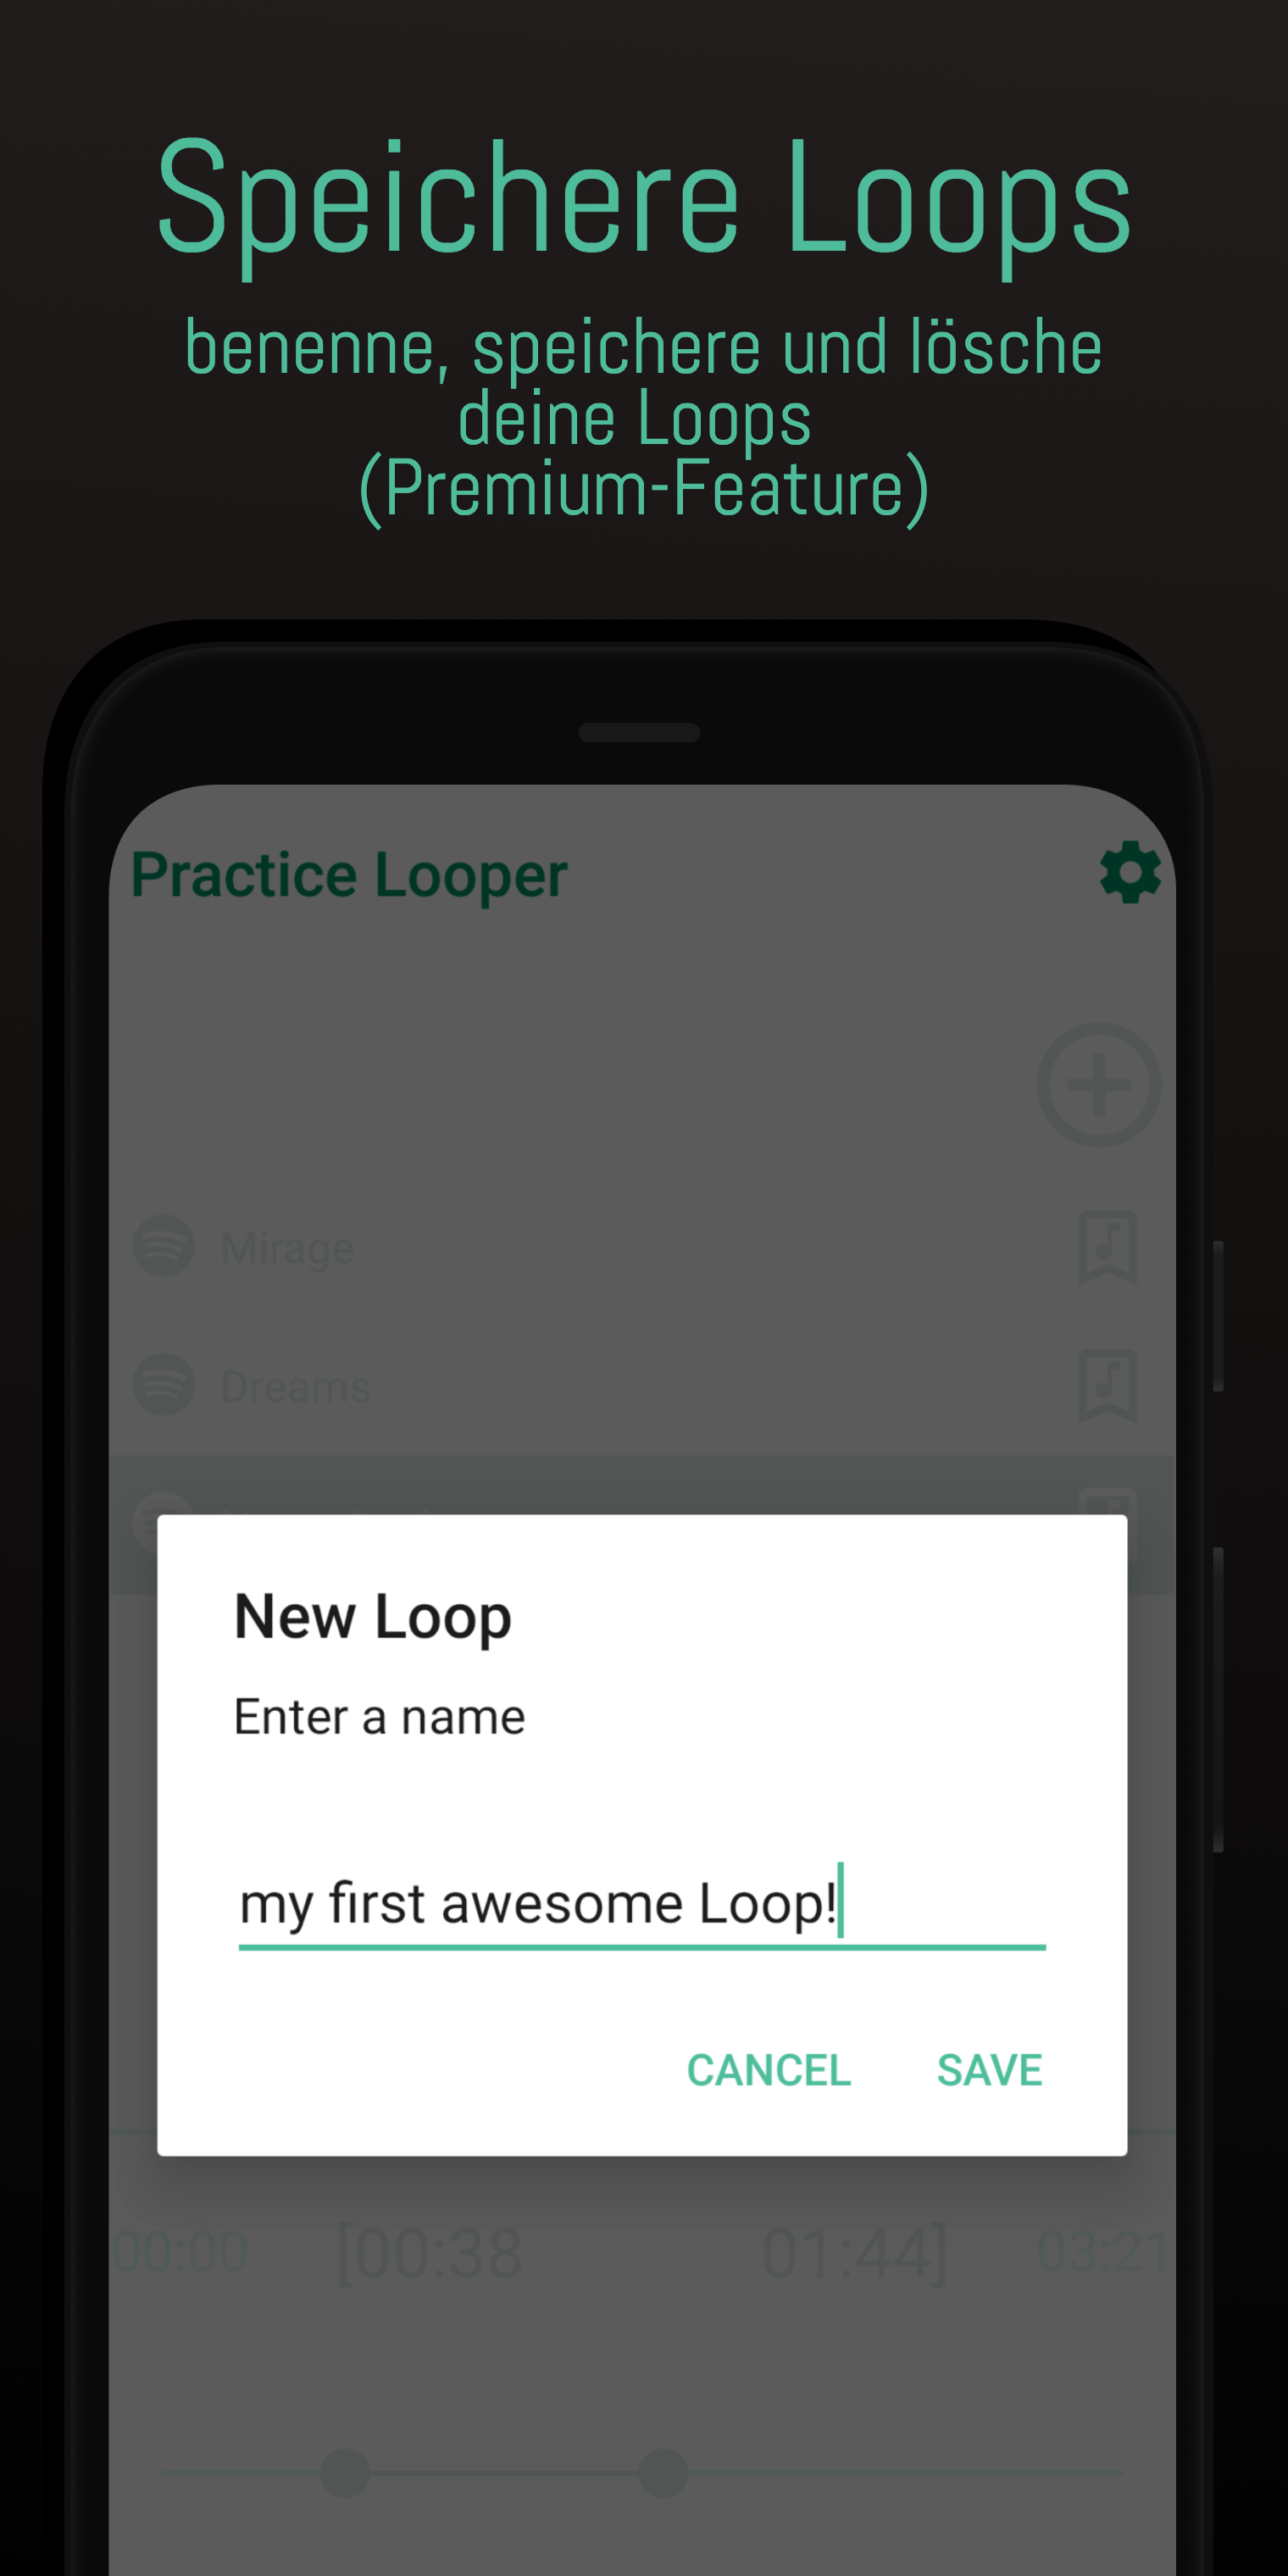 Speichere Loops
benenne, speichere und lösche
deine Loops
(Premium-Feature)
Practice Looper
Mirage
Dreams
New Loop
Enter a name
my first awesome Loop!
CANCEL
SAVE
00:00 [00:38 01:44] 03:21